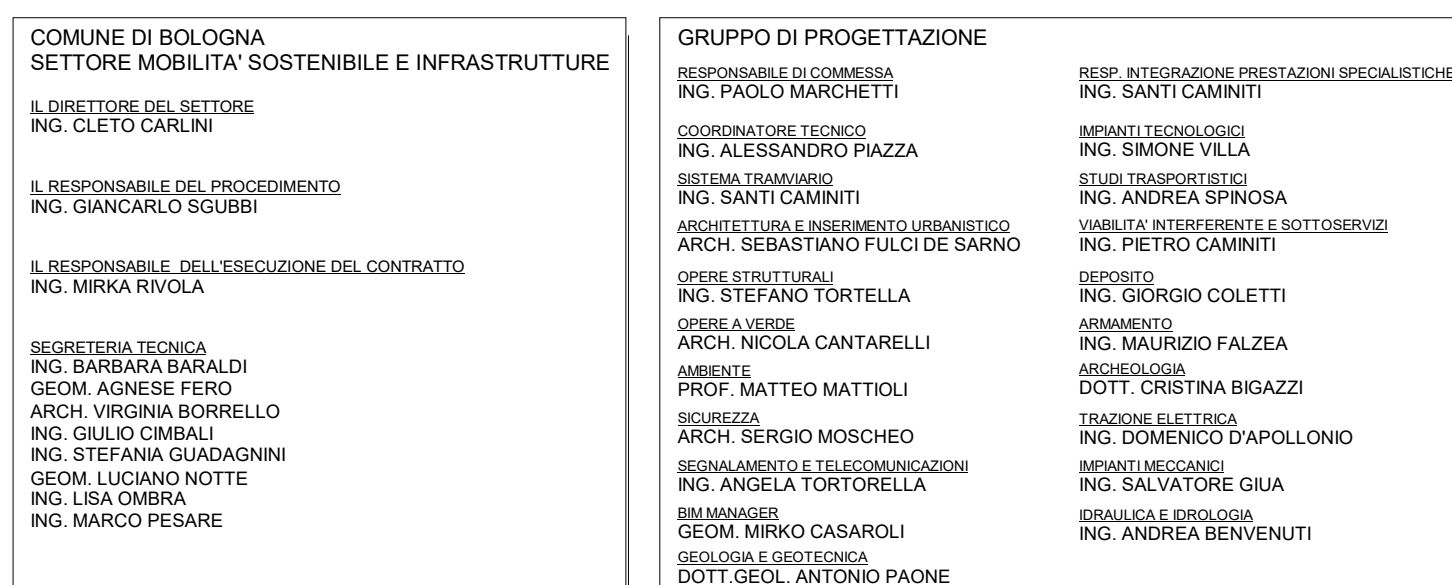 COMUNE DI BOLOGNA
SETTORE MOBILITA' SOSTENIBILE E INFRASTRUTTURE
IL DIRETTORE DEL SETTORE
ING. CLETO CARLINI
IL RESPONSABILE DEL PROCEDIMENTO
ING. GIANCARLO SGUBBI
IL RESPONSABILE DELL'ESECUZIONE DEL CONTRATTO
ING. MIRKA RIVOLA
SEGRETERIA TECNICA
ING. BARBARA BARALDI
GEOM. AGNESE FERO
ARCH. VIRGINIA BORRELLO
ING. GIULIO CIMBALI
ING. STEFANIA GUADAGNINI
GEOM. LUCIANO NOTTE
ING. LISA OMBRA
ING. MARCO PESARE
GRUPPO DI PROGETTAZIONE
RESPONSABILE DI COMMESSA
ING. PAOLO MARCHETTI
COORDINATORE TECNICO
ING. ALESSANDRO PIAZZA
SISTEMA TRAMVIARIO
ING. SANTI CAMINITI
ARCHITETTURA E INSERIMENTO URBANISTICO
ARCH. SEBASTIANO FULCI DE SARNO
OPERE STRUTTURALI
ING. STEFANO TORTELLA
OPERE A VERDE
ARCH. NICOLA CANTARELLI
AMBIENTE
PROF. MATTEO MATTIOLI
SICUREZZA
ARCH. SERGIO MOSCHEO
SEGNALAMENTO E TELECOMUNICAZIONI
ING. ANGELA TORTORELLA
BIM MANAGER
GEOM. MIRKO CASAROLI
GEOLOGIA E GEOTECNICA
DOTT.GEOL. ANTONIO PAONE
RESP. INTEGRAZIONE PRESTAZIONI SPECIALISTICHE
ING. SANTI CAMINITI
IMPIANTI TECNOLOGICI
ING. SIMONE VILLA
STUDI TRASPORTISTICI
ING. ANDREA SPINOSA
VIABILITA' INTERFERENTE E SOTTOSERVIZI
ING. PIETRO CAMINITI
DEPOSITO
ING. GIORGIO COLETTI
ARMAMENTO
ING. MAURIZIO FALZEA
ARCHEOLOGIA
DOTT. CRISTINA BIGAZZI
TRAZIONE ELETTRICA
ING. DOMENICO D'APOLLONIO
IMPIANTI MECCANICI
ING. SALVATORE GIUA
IDRAULICA E IDROLOGIA
ING. ANDREA BENVENUTI